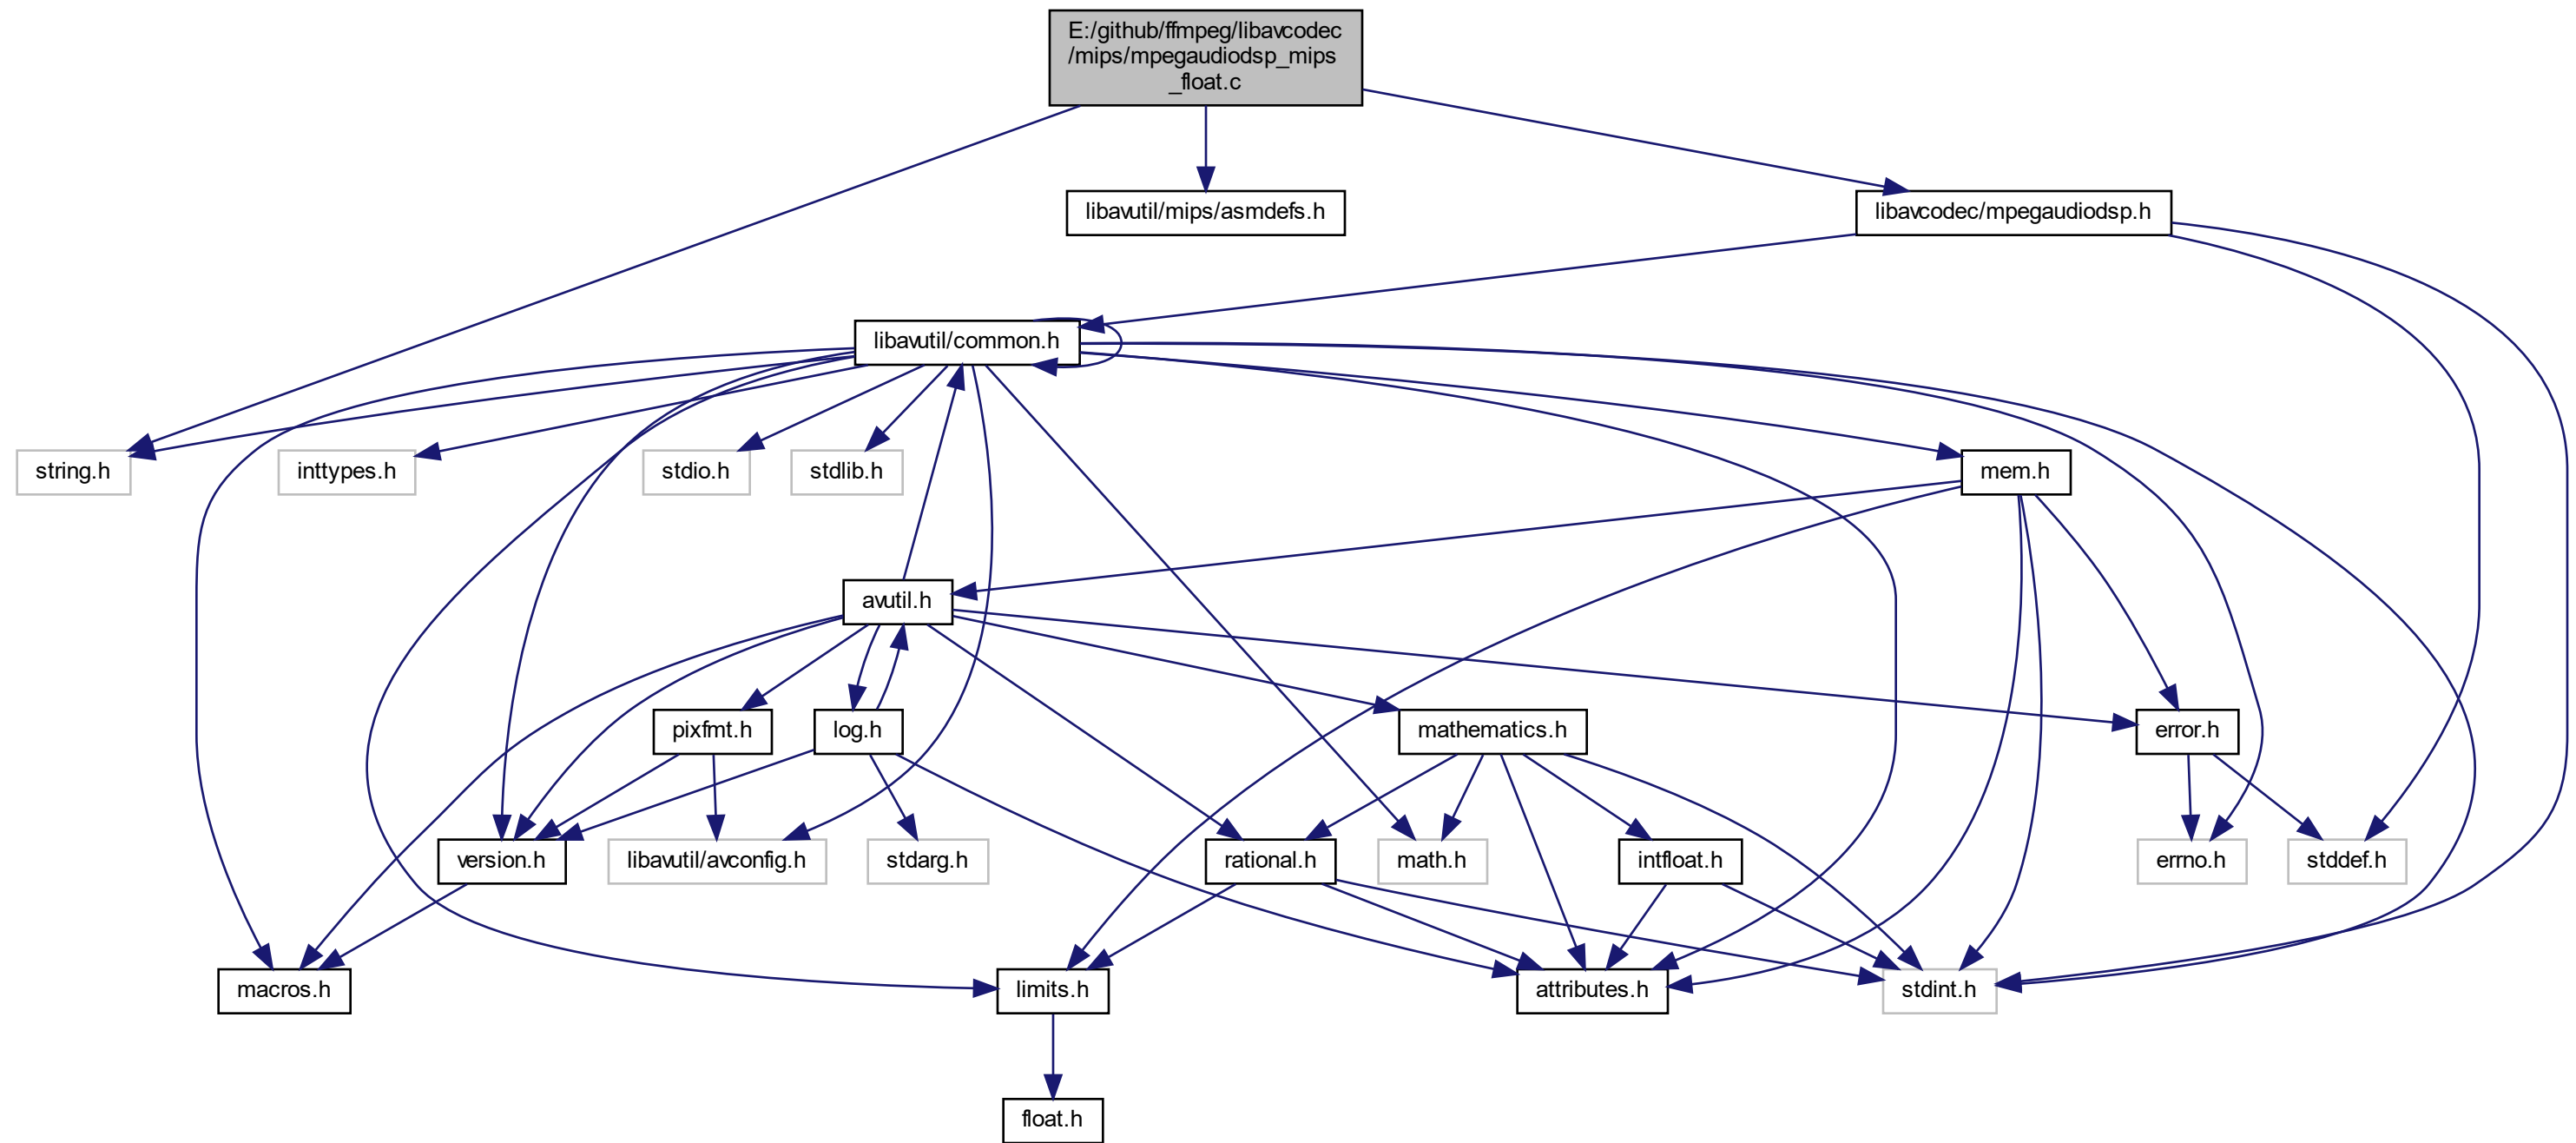 E:/github/ffmpeg/libavcodec
/mips/mpegaudiodsp_mips
_float.c
libavutil/mips/asmdefs.h
libavcodec/mpegaudiodsp.h
libavutil/common.h
string.h
inttypes.h
stdio.h
stdlib.h
mem.h
avutil.h
pixfmt.h
log.h
mathematics.h
error.h
version.h
libavutil/avconfig.h
stdarg.h
rational.h
math.h
intfloat.h
errno.h
stddef.h
macros.h
limits.h
attributes.h
stdint.h
float.h